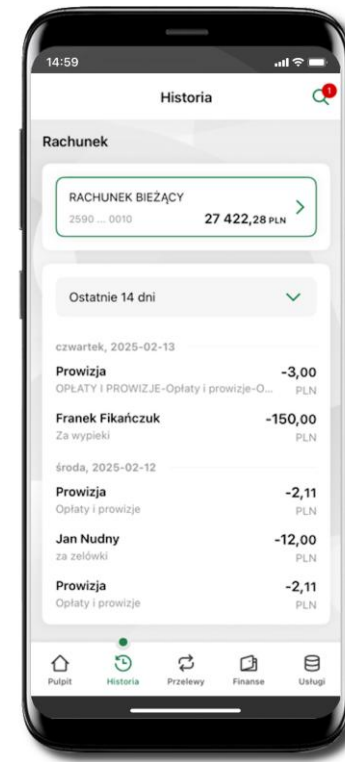 14:59
Historia
1
Rachunek
RACHUNEK BIEŻĄCY
2590 ... 0010
27 422,28 PLN
Ostatnie 14 dni
czwartek, 2025-02-13
Prowizja -3,00
OPŁATY I PROWIZJE-Opłaty i prowizje-O... PLN
Franek Fikańczuk -150,00
Za wypieki PLN
środa, 2025-02-12
Prowizja -2,11
Opłaty i prowizje PLN
Jan Nudny -12,00
za zelówki PLN
Prowizja -2,11
Opłaty i prowizje PLN
Pulpit Historia Przelewy Finanse Usługi